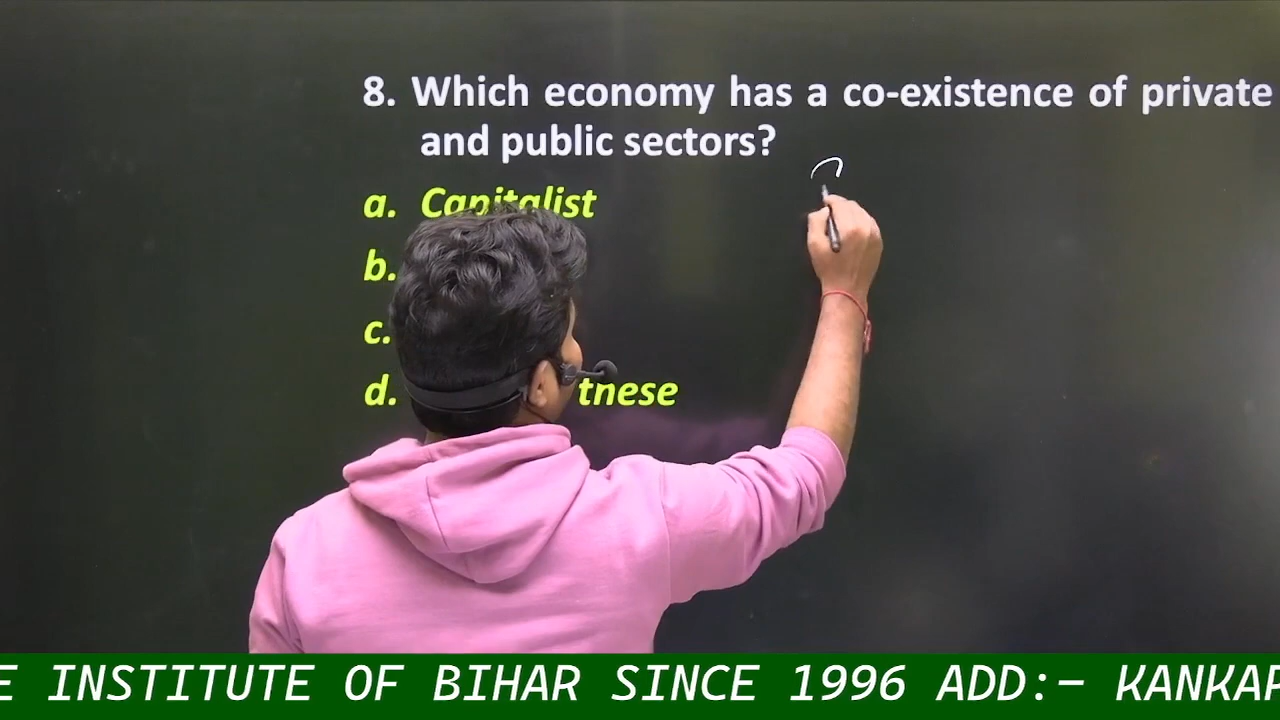 8. Which economy has a co-existence of private
and public sectors?
a. Capitalist
b.
c.
d. tnese
E INSTITUTE OF BIHAR SINCE 1996 ADD:- KANKAP